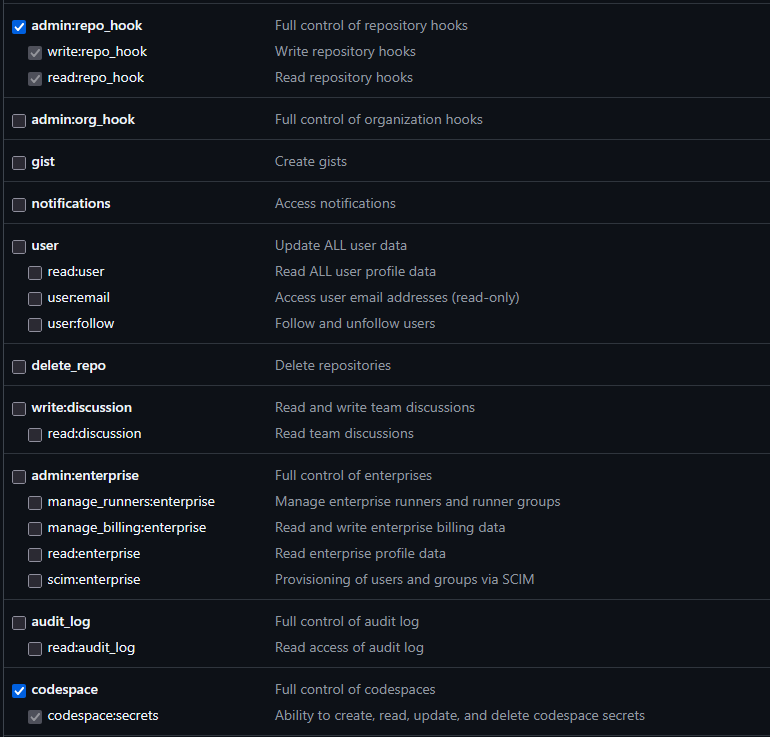 admin:repo_hook Full control of repository hooks
write:repo_hook Write repository hooks
read:repo_hook Read repository hooks
admin:org_hook Full control of organization hooks
gist Create gists
notifications Access notifications
user Update ALL user data
read:user Read ALL user profile data
user:email Access user email addresses (read-only)
user:follow Follow and unfollow users
delete_repo Delete repositories
write:discussion Read and write team discussions
read:discussion Read team discussions
admin:enterprise Full control of enterprises
manage_runners:enterprise Manage enterprise runners and runner groups
manage_billing:enterprise Read and write enterprise billing data
read:enterprise Read enterprise profile data
scim:enterprise Provisioning of users and groups via SCIM
audit_log Full control of audit log
read:audit_log Read access of audit log
codespace Full control of codespaces
codespace:secrets Ability to create, read, update, and delete codespace secrets